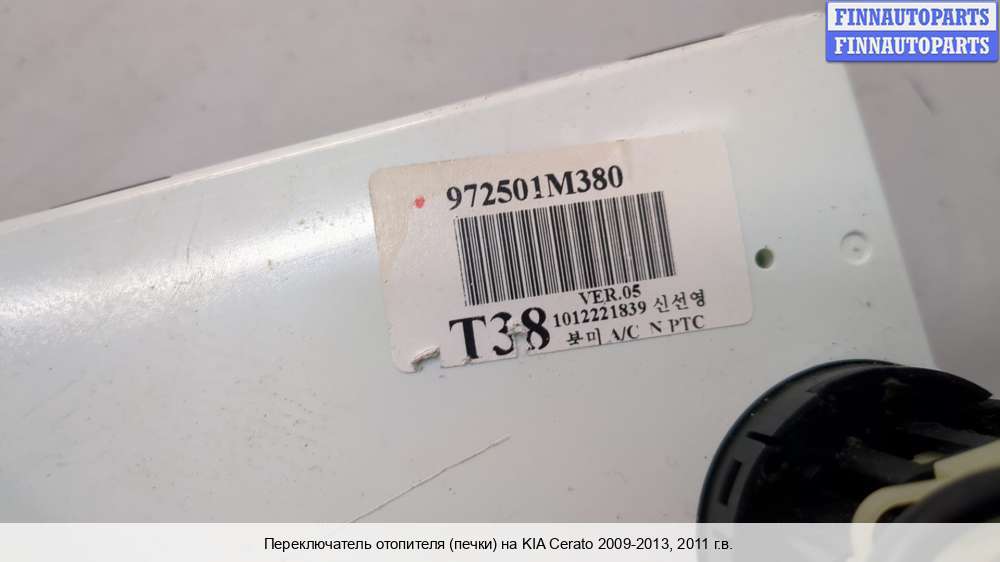 FINNAUTOPARTS
FINNAUTOPARTS
972501M380
VER.05
T38 1012221839 신선영
북미 A/C N PTC
Переключатель отопителя (печки) на KIA Cerato 2009-2013, 2011 г.в.